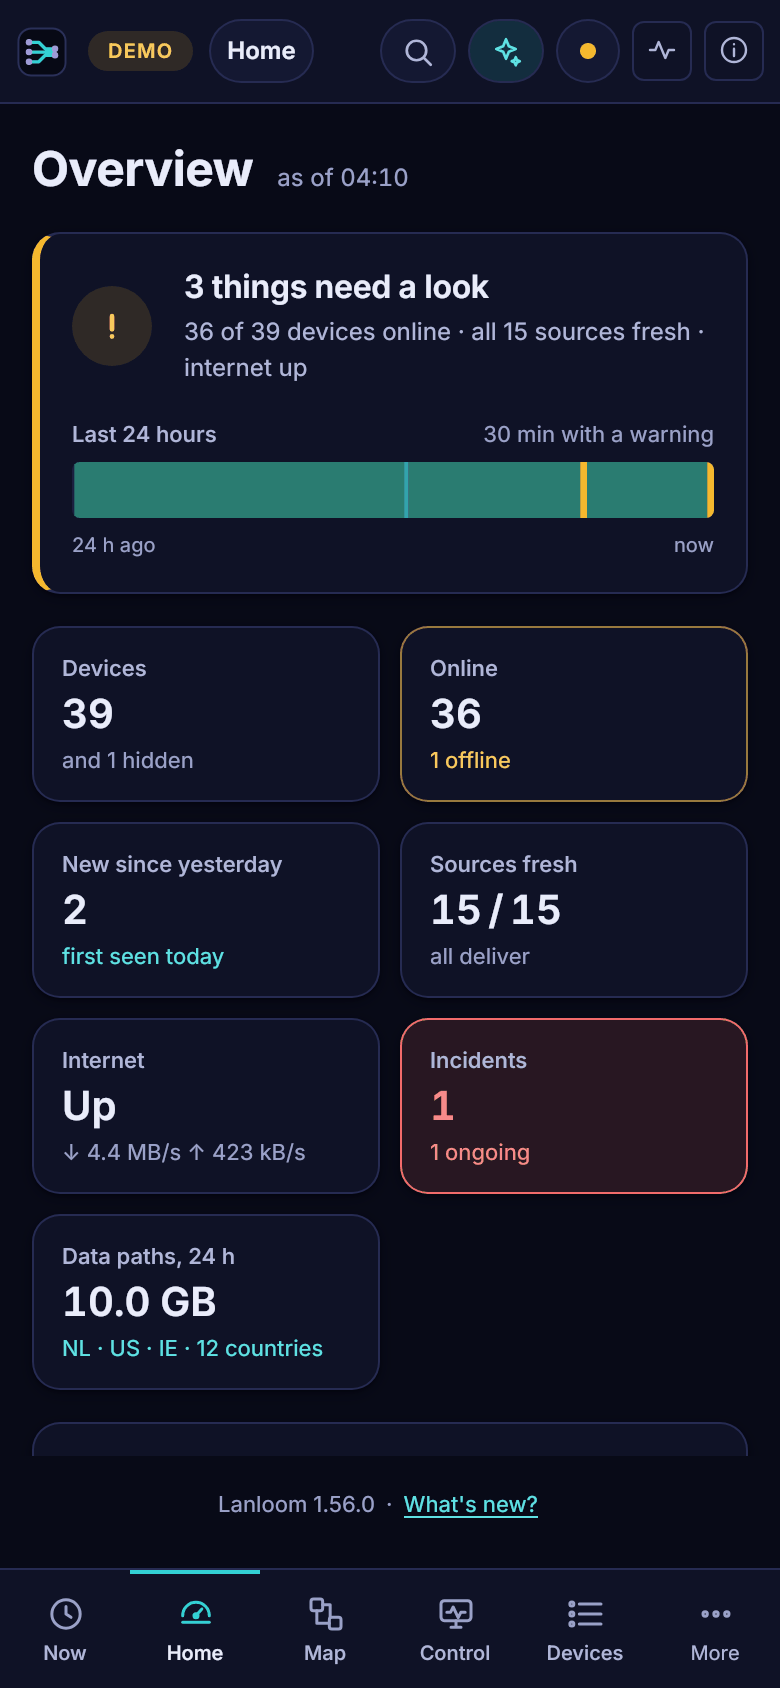 DEMO
Home
Overview as of 04:10
!
3 things need a look
36 of 39 devices online · all 15 sources fresh ·
internet up
Last 24 hours 30 min with a warning
24 h ago now
Devices
39
and 1 hidden
Online
36
1 offline
New since yesterday
2
first seen today
Sources fresh
15 / 15
all deliver
Internet
Up
↓ 4.4 MB/s ↑ 423 kB/s
Incidents
1
1 ongoing
Data paths, 24 h
10.0 GB
NL · US · IE · 12 countries
Lanloom 1.56.0 · What's new?
Now Home Map Control Devices More